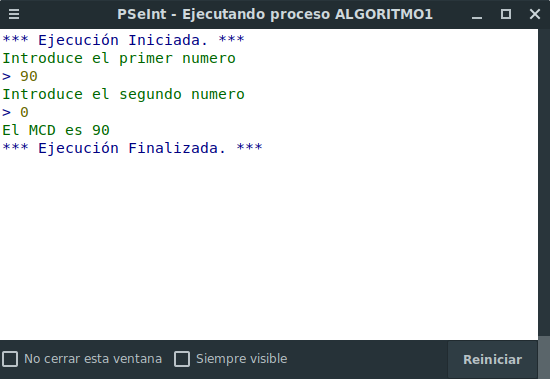 PSeInt - Ejecutando proceso ALGORITMO1
*** Ejecución Iniciada. ***
Introduce el primer numero
> 90
Introduce el segundo numero
> 0
El MCD es 90
*** Ejecución Finalizada. ***
No cerrar esta ventana
Siempre visible
Reiniciar